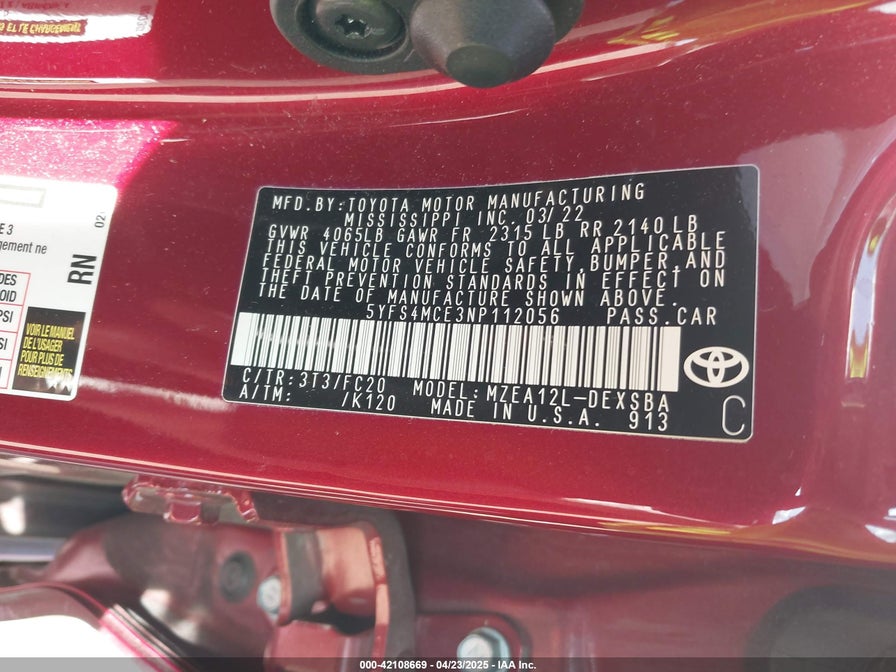 ET LE CHARGEMENT
MFD. BY: TOYOTA MOTOR MANUFACTURING
MISSISSIPPI INC. 03/22
GVWR 4065LB GAWR FR 2315 LB RR 2140 LB
THIS VEHICLE CONFORMS TO ALL APPLICABLE
FEDERAL MOTOR VEHICLE SAFETY, BUMPER AND
THEFT PREVENTION STANDARDS IN EFFECT ON
THE DATE OF MANUFACTURE SHOWN ABOVE.
5YFS4MCE3NP112056 PASS.CAR
C/TR: 3T3/FC20 MODEL: MZEA12L-DEXSBA
A/TM: /K120 MADE IN U.S.A. 913
C
RN
VOIR LE MANUEL
DE L'USAGER
POUR PLUS DE
000-42108669 - 04/23/2025 - IAA Inc.